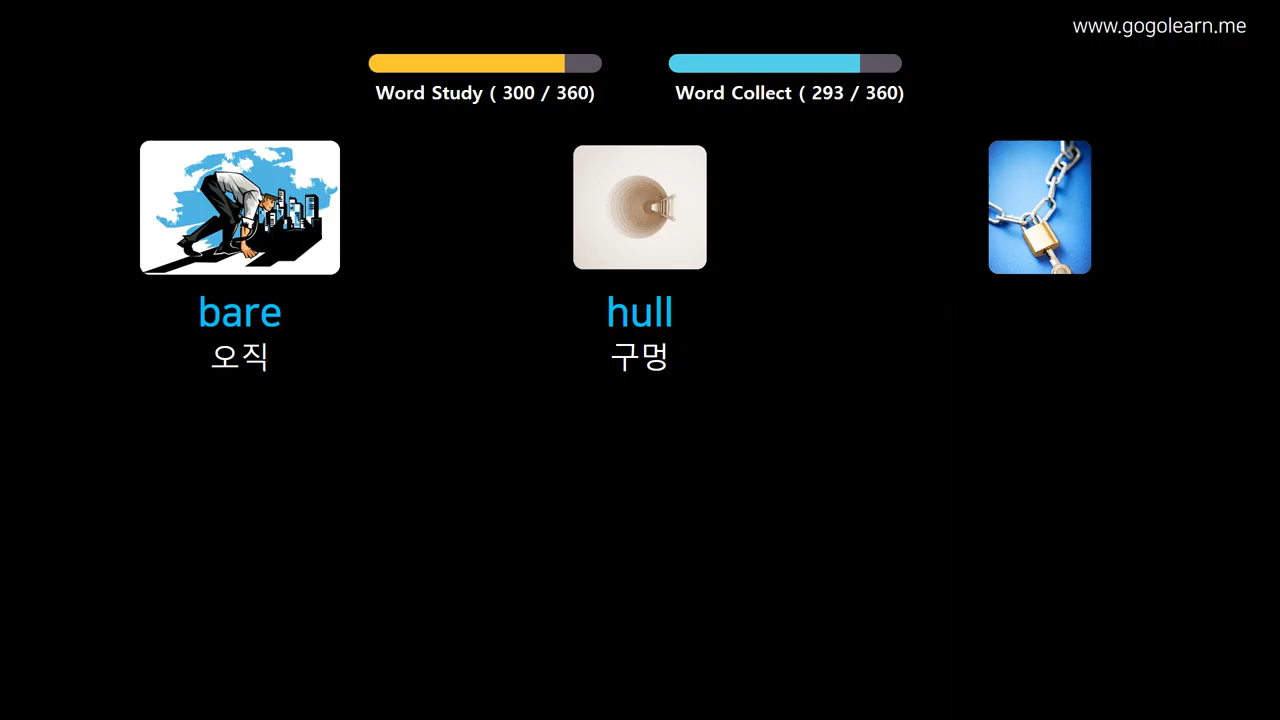 www.gogolearn.me
Word Study ( 300 / 360)
Word Collect ( 293 / 360)
bare
hull
오직
구멍